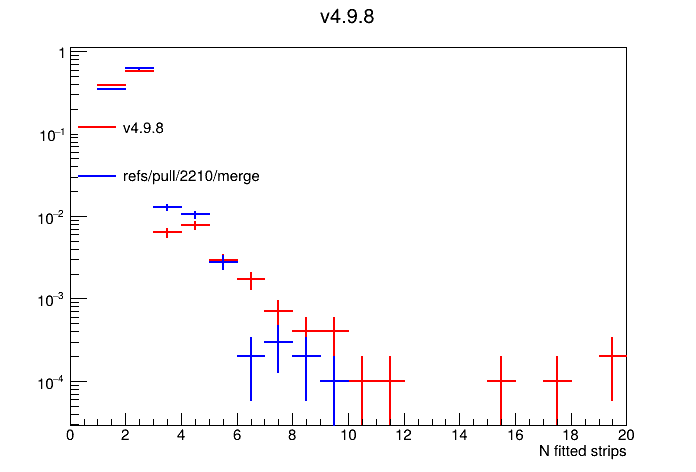 v4.9.8
1
10⁻¹
v4.9.8
refs/pull/2210/merge
10⁻²
10⁻³
10⁻⁴
0 2 4 6 8 10 12 14 16 18 20
N fitted strips